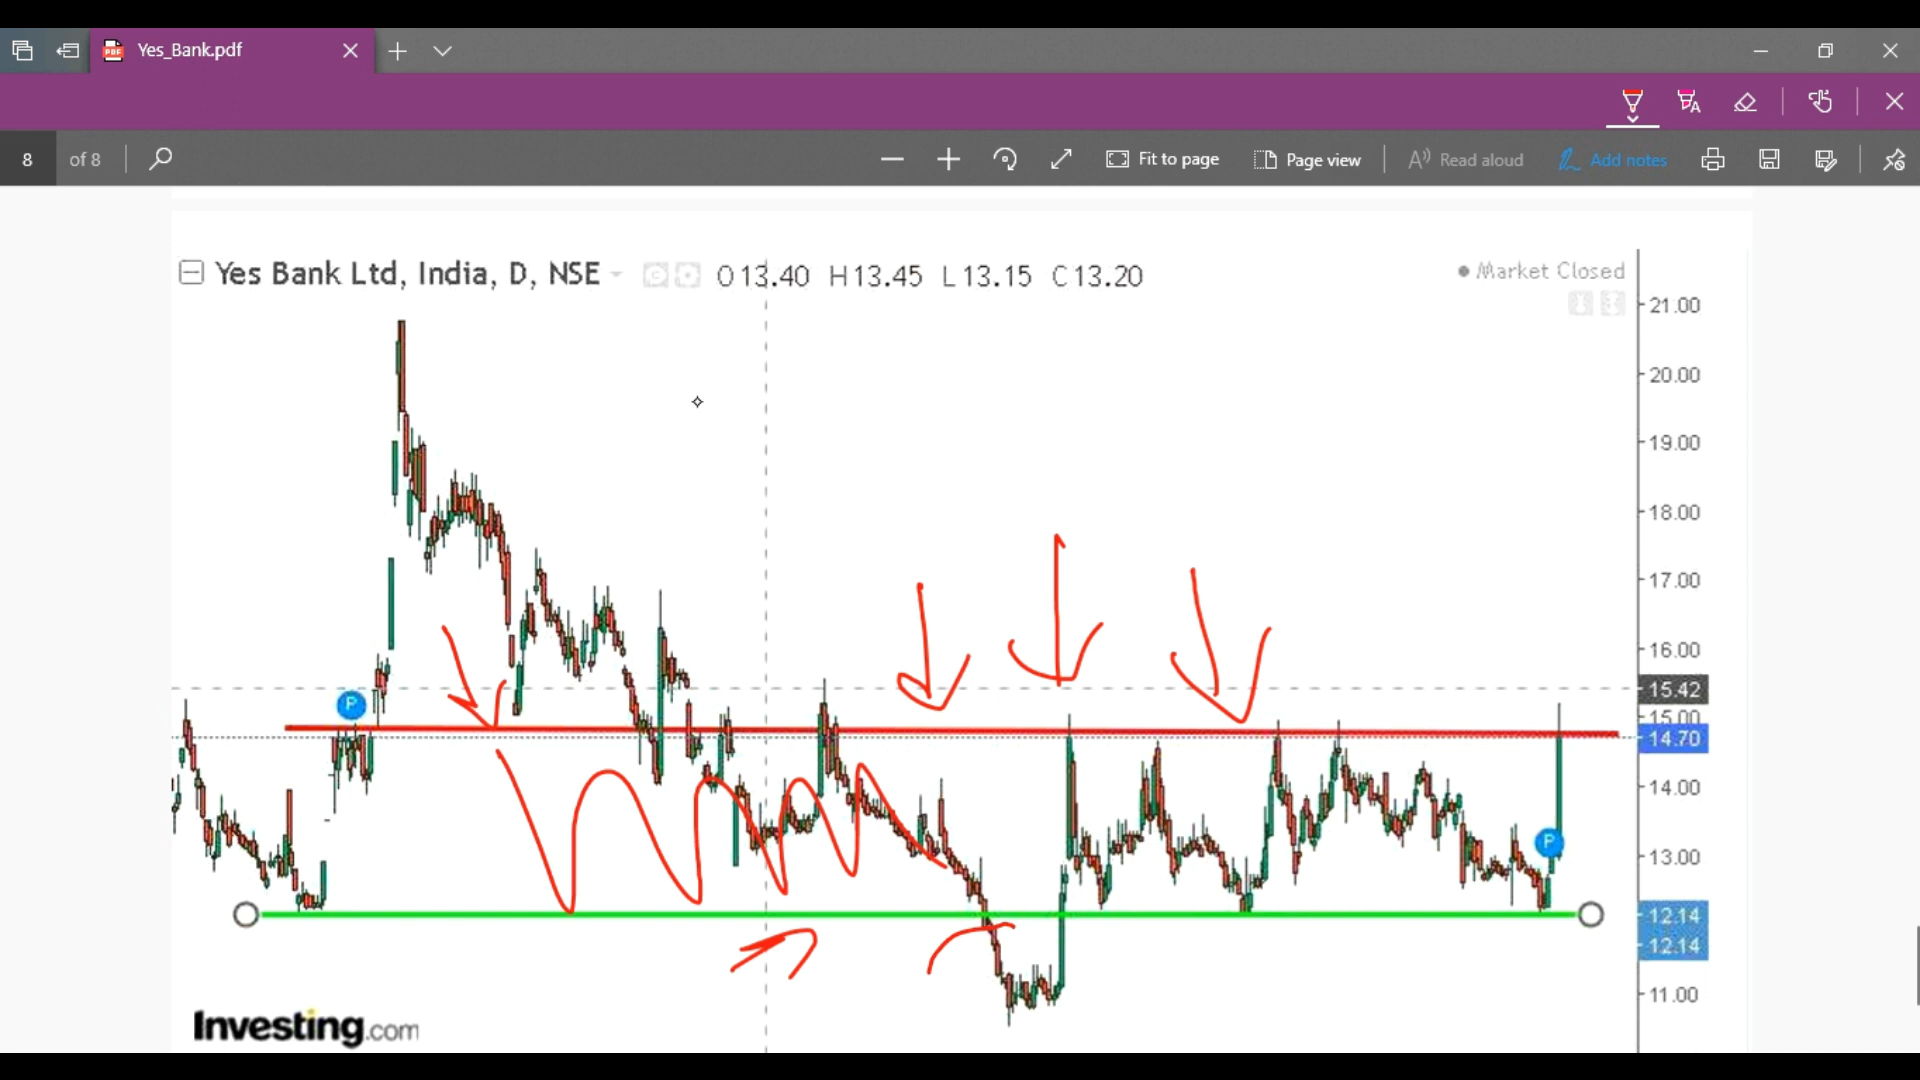 Yes_Bank.pdf
8 of 8
Fit to page
Page view
Read aloud
Add notes
Yes Bank Ltd, India, D, NSE
O13.40 H13.45 L13.15 C13.20
Market Closed
21.00
20.00
19.00
18.00
17.00
16.00
15.42
15.00
14.70
14.00
13.00
12.14
12.14
11.00
P
P
Investing.com